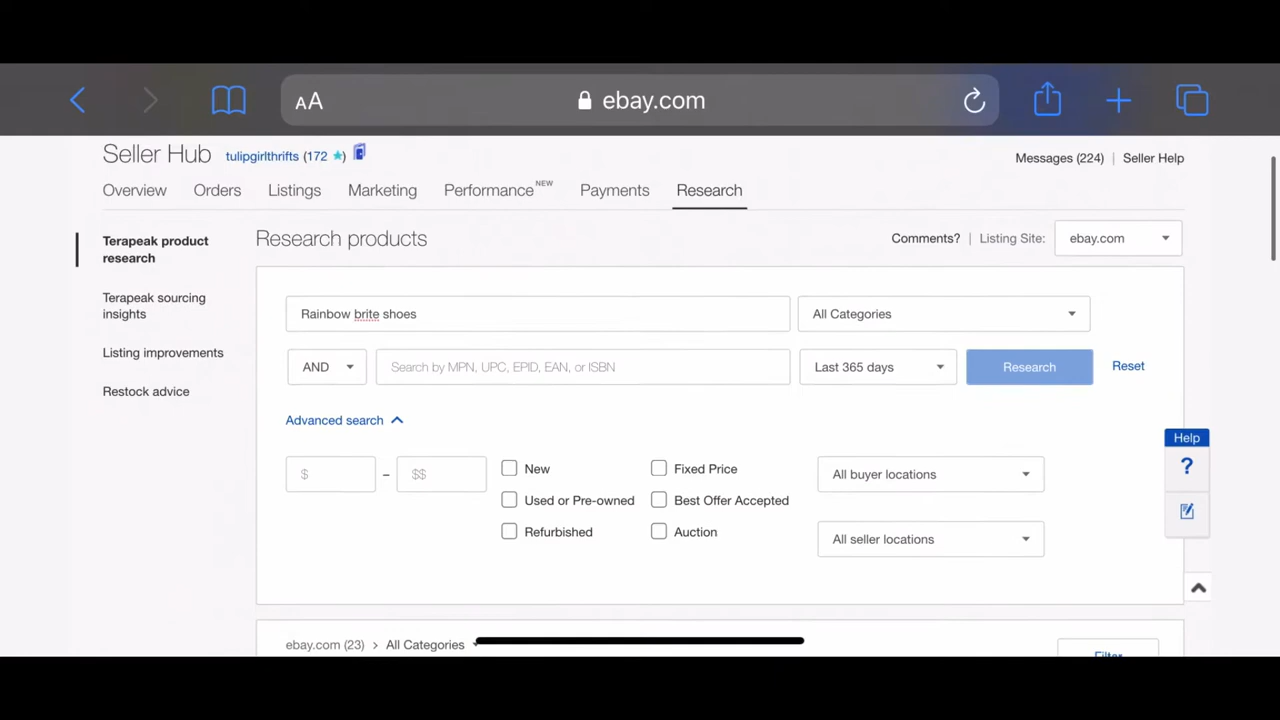 AA ebay.com
Seller Hub tulipgirlthrifts (172 ★)
Messages (224) | Seller Help
Overview Orders Listings Marketing Performance NEW Payments Research
Terapeak product
research
Terapeak sourcing
insights
Listing improvements
Restock advice
Research products
Comments? | Listing Site: ebay.com
Rainbow brite shoes All Categories
AND Search by MPN, UPC, EPID, EAN, or ISBN Last 365 days Research Reset
Advanced search
$ – $$
New Fixed Price All buyer locations
Used or Pre-owned Best Offer Accepted
Refurbished Auction All seller locations
Help
?
ebay.com (23) > All Categories
Filter